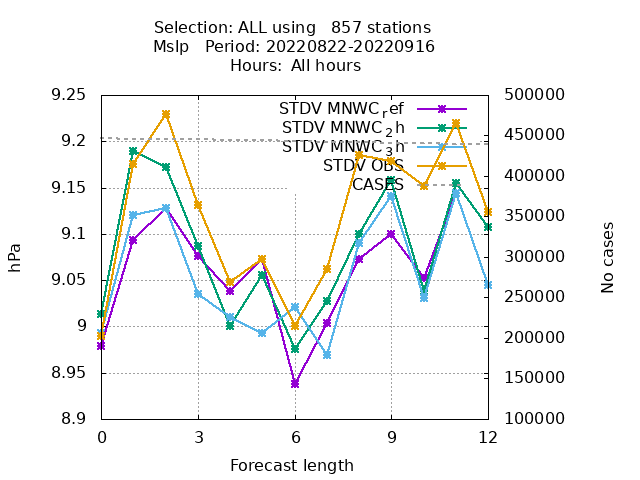 Selection: ALL using   857 stations
Mslp   Period: 20220822-20220916
Hours:  All hours
9.25
9.2
9.15
9.1
9.05
9
8.95
8.9
500000
450000
400000
350000
300000
250000
200000
150000
100000
STDV MNWC_ref
STDV MNWC_2h
STDV MNWC_3h
STDV OBS
CASES
hPa
No cases
0 3 6 9 12
Forecast length